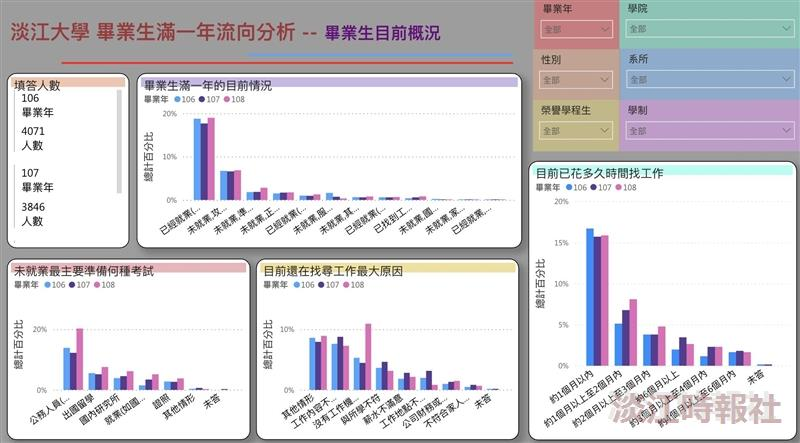 淡江大學 畢業生滿一年流向分析 -- 畢業生目前概況
畢業年
全部
學院
全部
性別
全部
系所
全部
榮譽學程生
全部
學制
全部
填答人數
106
畢業年
4071
人數
107
畢業年
3846
人數
畢業生滿一年的目前情況
畢業年 106 107 108
總計百分比
20%
10%
0%
已經就業(...
未就業,攻...
未就業,準...
未就業,正...
已經就業(...
未就業,服...
未就業,其...
已經就業(...
已找到工...
未就業,國...
未就業,家...
已經就業,...
目前已花多久時間找工作
畢業年 106 107 108
總計百分比
20%
15%
10%
5%
0%
約1個月以內
約1個月以上至2個月內
約2個月以上至3個月內
約6個月以上
約3個月以上至4個月內
約4個月以上至6個月內
未答
未就業最主要準備何種考試
畢業年 106 107 108
總計百分比
20%
0%
公務人員(...
出國留學
國內研究所
就業(如國...
證照
其他情形
未答
目前還在找尋工作最大原因
畢業年 106 107 108
總計百分比
10%
0%
其他情形
工作內容不...
沒有工作機...
與所學不符
薪水不滿意
工作地點不...
公司財務或...
不符合家人...
未答
淡江時報社